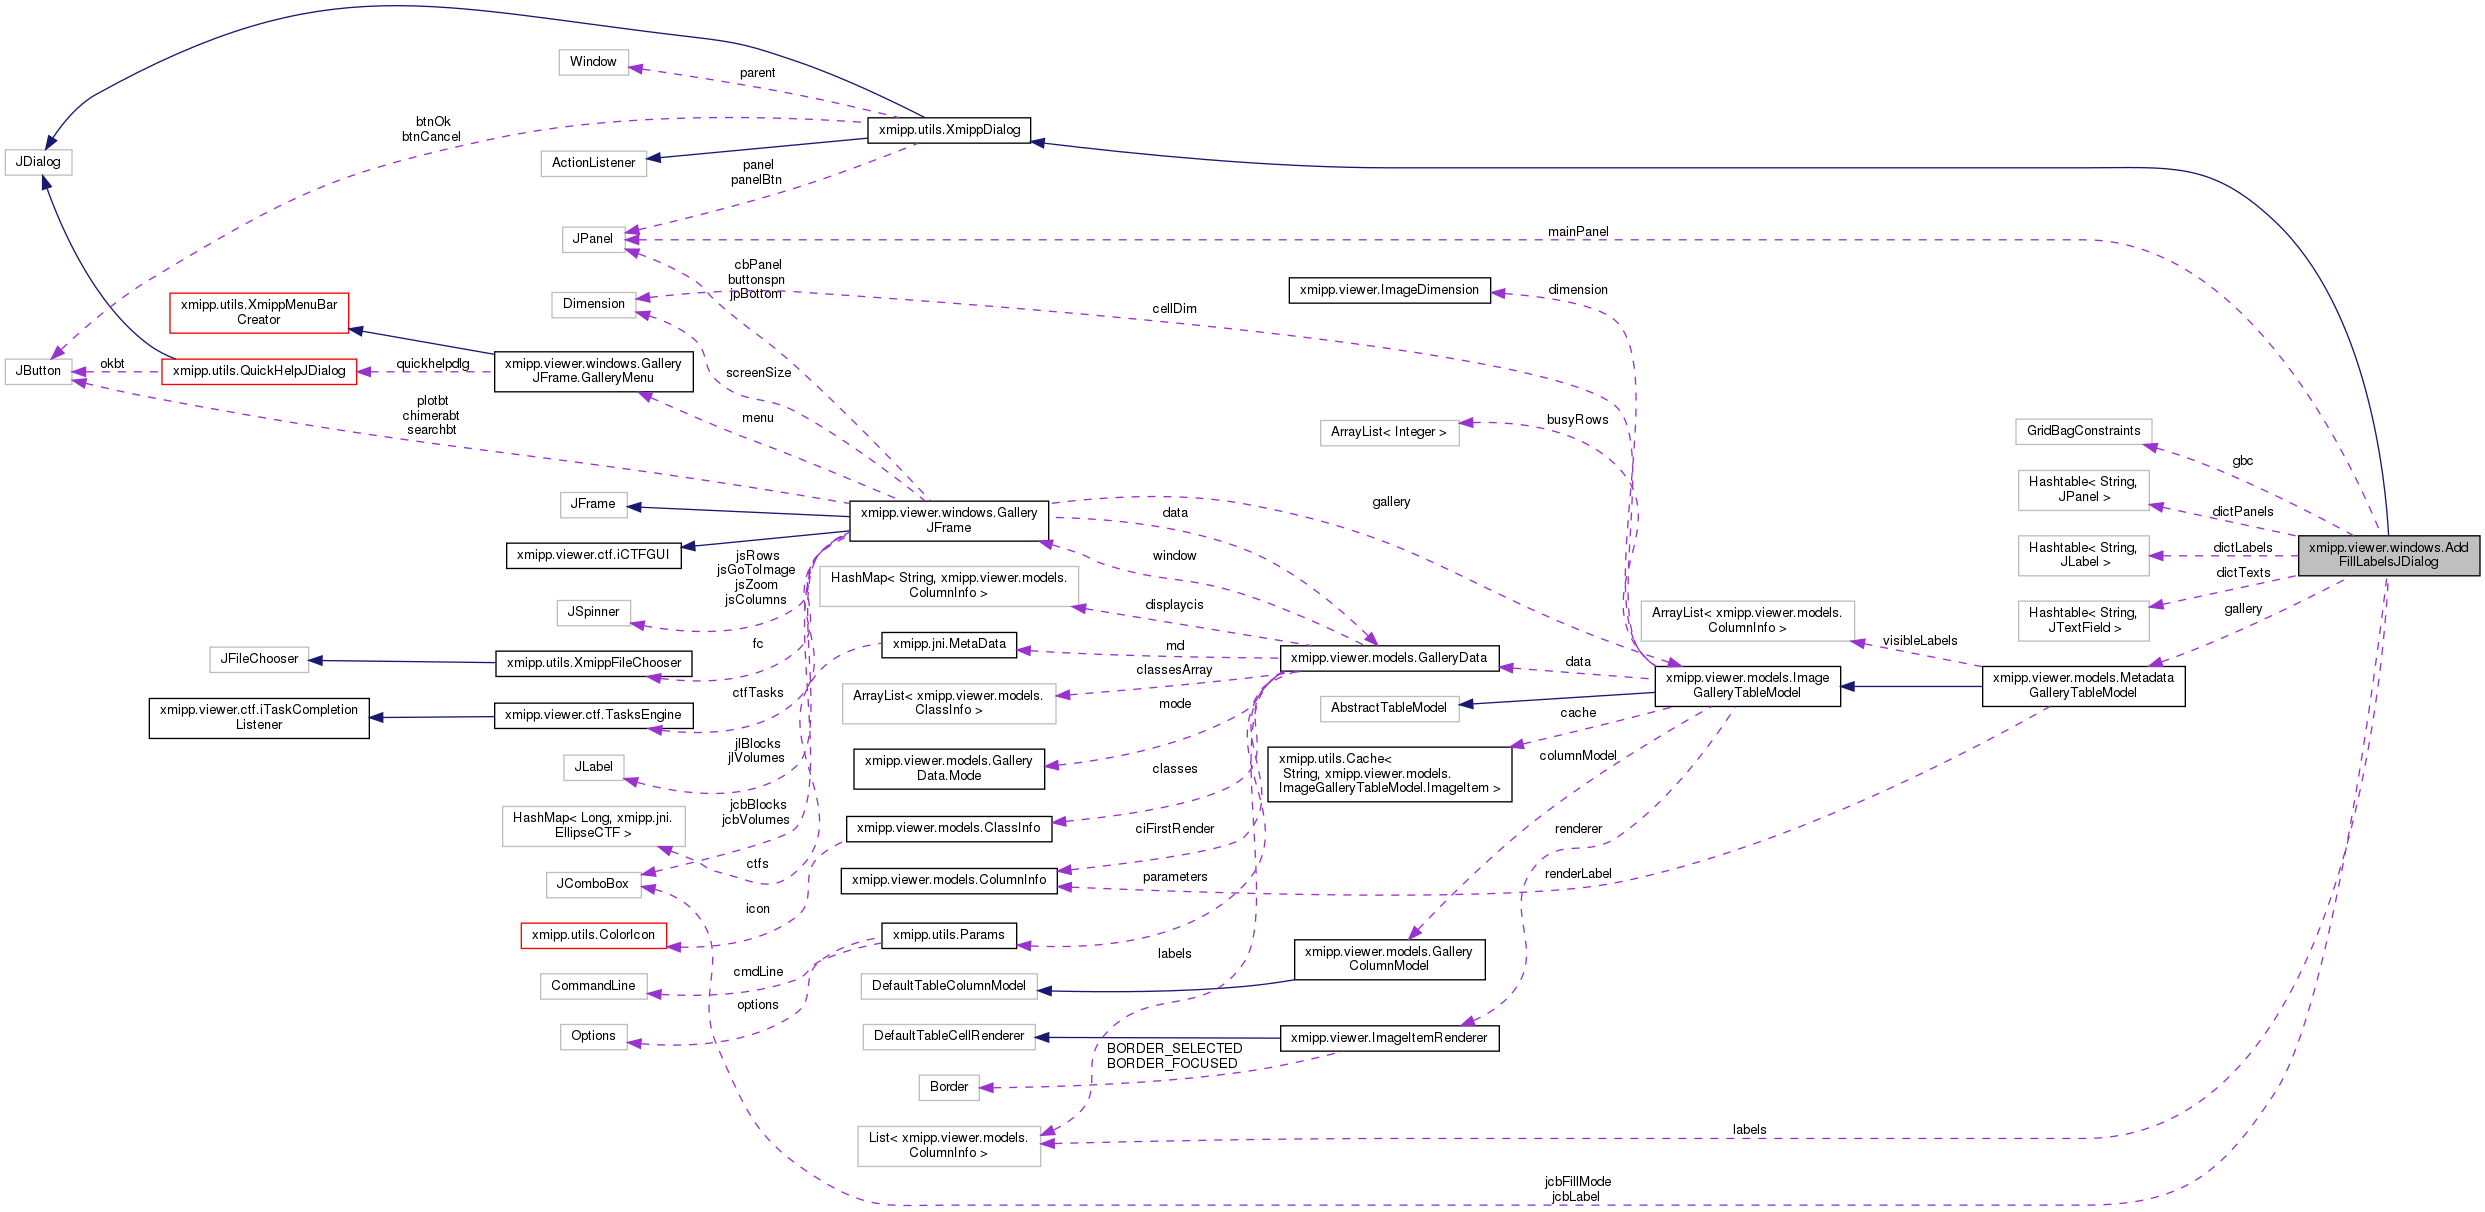 Window
parent
btnOk
btnCancel
xmipp.utils.XmippDialog
JDialog
ActionListener
panel
panelBtn
JPanel
mainPanel
cbPanel
buttonspn
jpBottom
Dimension
cellDim
xmipp.viewer.ImageDimension
dimension
xmipp.utils.XmippMenuBar
Creator
JButton
okbt
xmipp.utils.QuickHelpJDialog
quickhelpdlg
xmipp.viewer.windows.Gallery
JFrame.GalleryMenu
screenSize
menu
plotbt
chimerabt
searchbt
ArrayList< Integer >
busyRows
GridBagConstraints
gbc
Hashtable< String,
JPanel >
dictPanels
Hashtable< String,
JLabel >
dictLabels
Hashtable< String,
JTextField >
dictTexts
gallery
xmipp.viewer.windows.Add
FillLabelsJDialog
JFrame
xmipp.viewer.windows.Gallery
JFrame
gallery
data
window
xmipp.viewer.ctf.iCTFGUI
jsRows
jsGoToImage
jsZoom
jsColumns
HashMap< String, xmipp.viewer.models.
ColumnInfo >
displaycis
JSpinner
fc
JFileChooser
xmipp.utils.XmippFileChooser
xmipp.jni.MetaData
md
xmipp.viewer.models.GalleryData
data
ArrayList< xmipp.viewer.models.
ColumnInfo >
visibleLabels
xmipp.viewer.models.Image
GalleryTableModel
xmipp.viewer.models.Metadata
GalleryTableModel
classesArray
ArrayList< xmipp.viewer.models.
ClassInfo >
ctfTasks
xmipp.viewer.ctf.iTaskCompletion
Listener
xmipp.viewer.ctf.TasksEngine
AbstractTableModel
mode
cache
jlBlocks
jlVolumes
JLabel
xmipp.viewer.models.Gallery
Data.Mode
classes
xmipp.utils.Cache<
String, xmipp.viewer.models.
ImageGalleryTableModel.ImageItem >
columnModel
HashMap< Long, xmipp.jni.
EllipseCTF >
jcbBlocks
jcbVolumes
xmipp.viewer.models.ClassInfo
ciFirstRender
renderer
ctfs
JComboBox
xmipp.viewer.models.ColumnInfo
parameters
renderLabel
icon
xmipp.utils.ColorIcon
xmipp.utils.Params
labels
xmipp.viewer.models.Gallery
ColumnModel
cmdLine
CommandLine
DefaultTableColumnModel
options
Options
DefaultTableCellRenderer
xmipp.viewer.ImageItemRenderer
BORDER_SELECTED
BORDER_FOCUSED
Border
List< xmipp.viewer.models.
ColumnInfo >
labels
jcbFillMode
jcbLabel